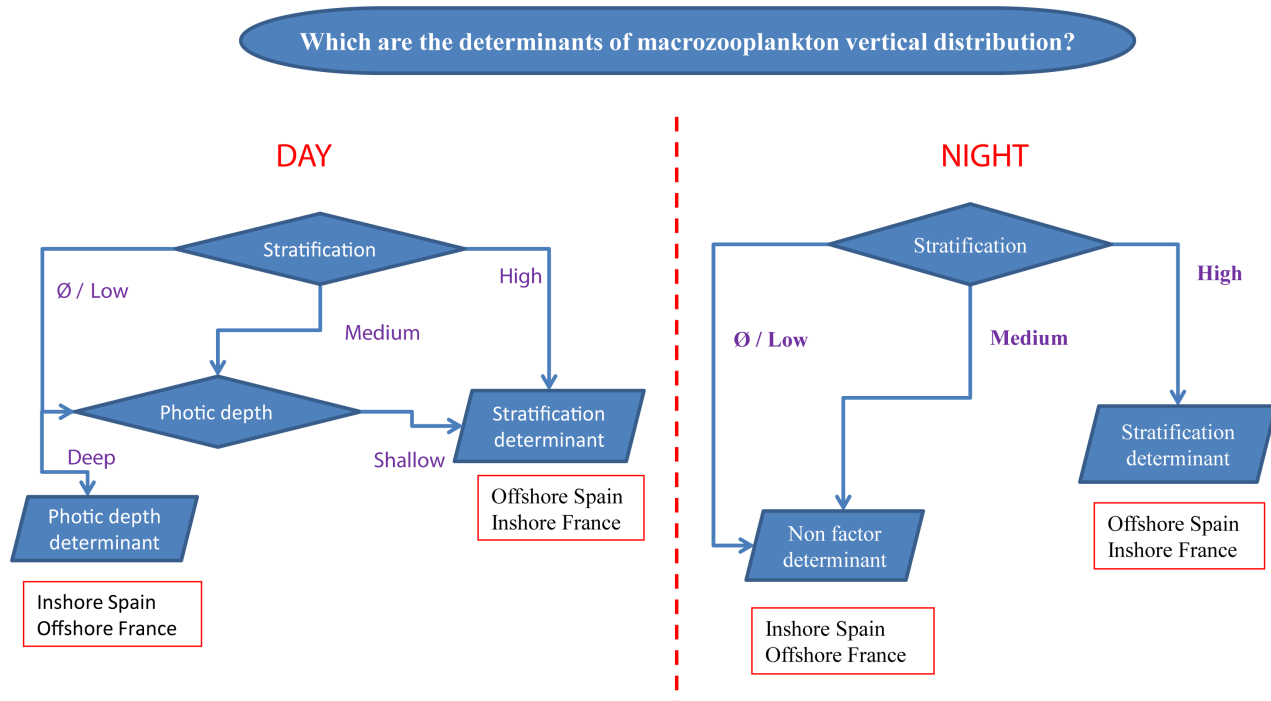 Which are the determinants of macrozooplankton vertical distribution?
DAY
Stratification
Ø / Low
High
Medium
Photic depth
Stratification
determinant
Deep
Shallow
Offshore Spain
Inshore France
Photic depth
determinant
Inshore Spain
Offshore France
NIGHT
Stratification
High
Ø / Low
Medium
Stratification
determinant
Offshore Spain
Inshore France
Non factor
determinant
Inshore Spain
Offshore France